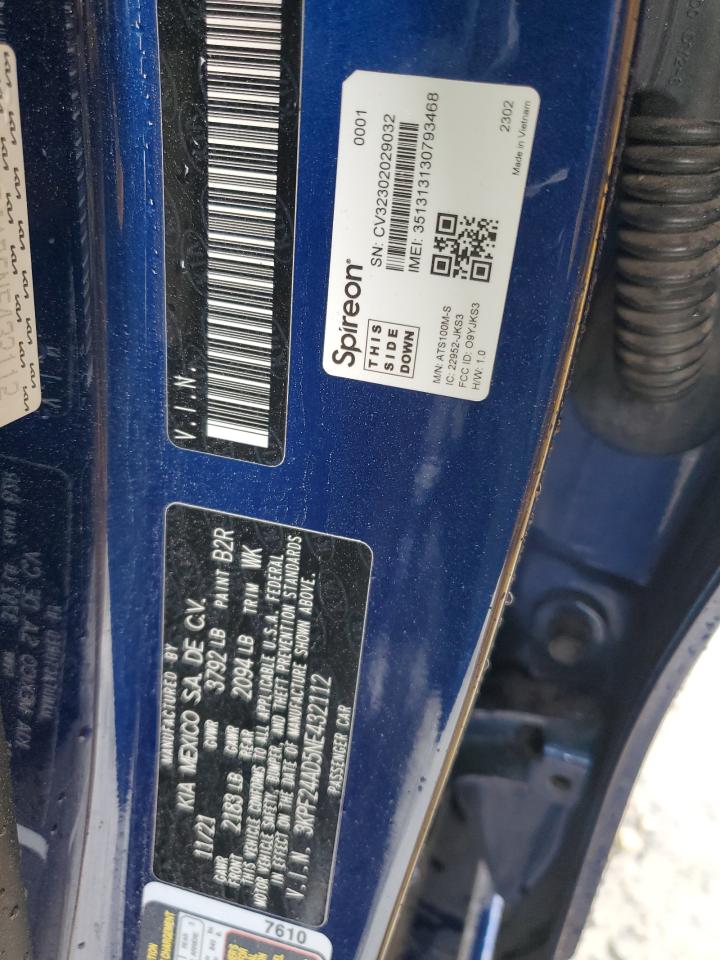 Spireon®
THIS
SIDE
DOWN
0001
SN: CV32302029032
IMEI: 351313130793468
M/N: ATS100M-S
IC: 22952-JKS3
FCC ID: O9YJKS3
H/W: 1.0
2302
Made in Vietnam
V.I.N.
MANUFACTURED BY
KIA MEXICO S.A. DE C.V.
11/21 GVWR 3792 LB PAINT B2R
GAWR FRONT 2183 LB GAWR REAR 2094 LB TRIM WK
THIS VEHICLE CONFORMS TO ALL APPLICABLE U.S.A. FEDERAL
MOTOR VEHICLE SAFETY, BUMPER, AND THEFT PREVENTION STANDARDS
IN EFFECT ON THE DATE OF MANUFACTURE SHOWN ABOVE.
V.I.N. 3KPF24AD5NE432112
PASSENGER CAR
7610